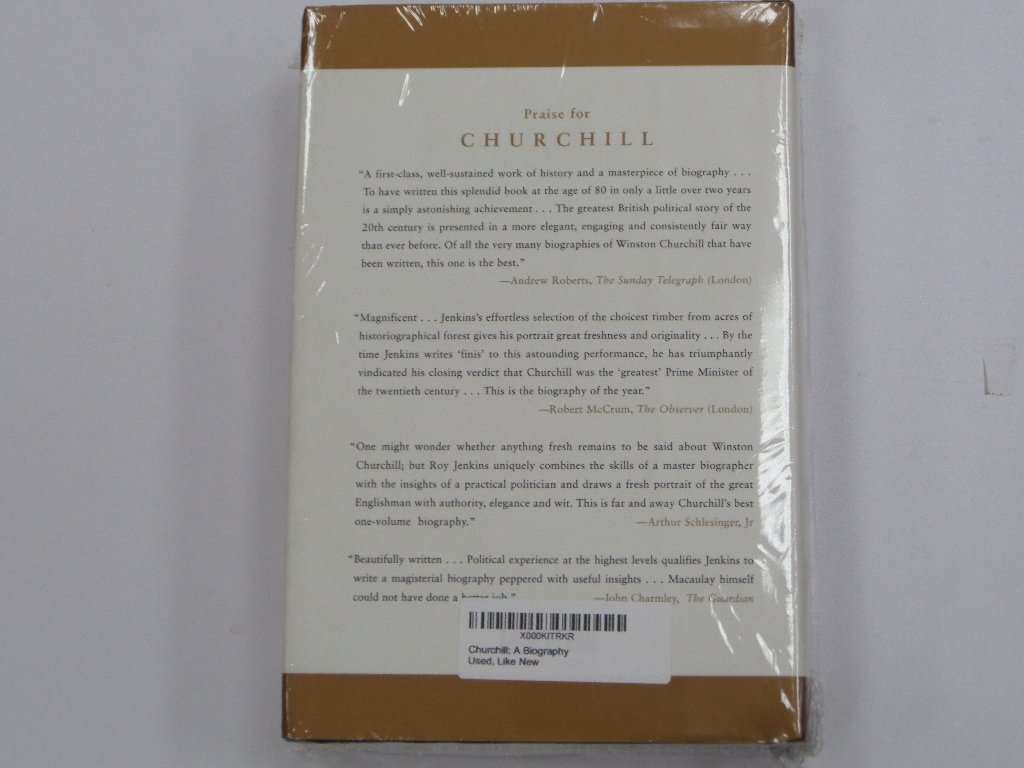 Praise for
CHURCHILL
“A first-class, well-sustained work of history and a masterpiece of biography . . .
To have written this splendid book at the age of 80 in only a little over two years
is a simply astonishing achievement . . . The greatest British political story of the
20th century is presented in a more elegant, engaging and consistently fair way
than ever before. Of all the very many biographies of Winston Churchill that have
been written, this one is the best.”
—Andrew Roberts, The Sunday Telegraph (London)
“Magnificent . . . Jenkins’s effortless selection of the choicest timber from acres of
historiographical forest gives his portrait great freshness and originality . . . By the
time Jenkins writes ‘finis’ to this astounding performance, he has triumphantly
vindicated his closing verdict that Churchill was the ‘greatest’ Prime Minister of
the twentieth century . . . This is the biography of the year.”
—Robert McCrum, The Observer (London)
“One might wonder whether anything fresh remains to be said about Winston
Churchill; but Roy Jenkins uniquely combines the skills of a master biographer
with the insights of a practical politician and draws a fresh portrait of the great
Englishman with authority, elegance and wit. This is far and away Churchill’s best
one-volume biography.” —Arthur Schlesinger, Jr
“Beautifully written . . . Political experience at the highest levels qualifies Jenkins to
write a magisterial biography peppered with useful insights . . . Macaulay himself
could not have done a better job.” —John Charmley, The Guardian
X000KITRKR
Churchill: A Biography
Used, Like New